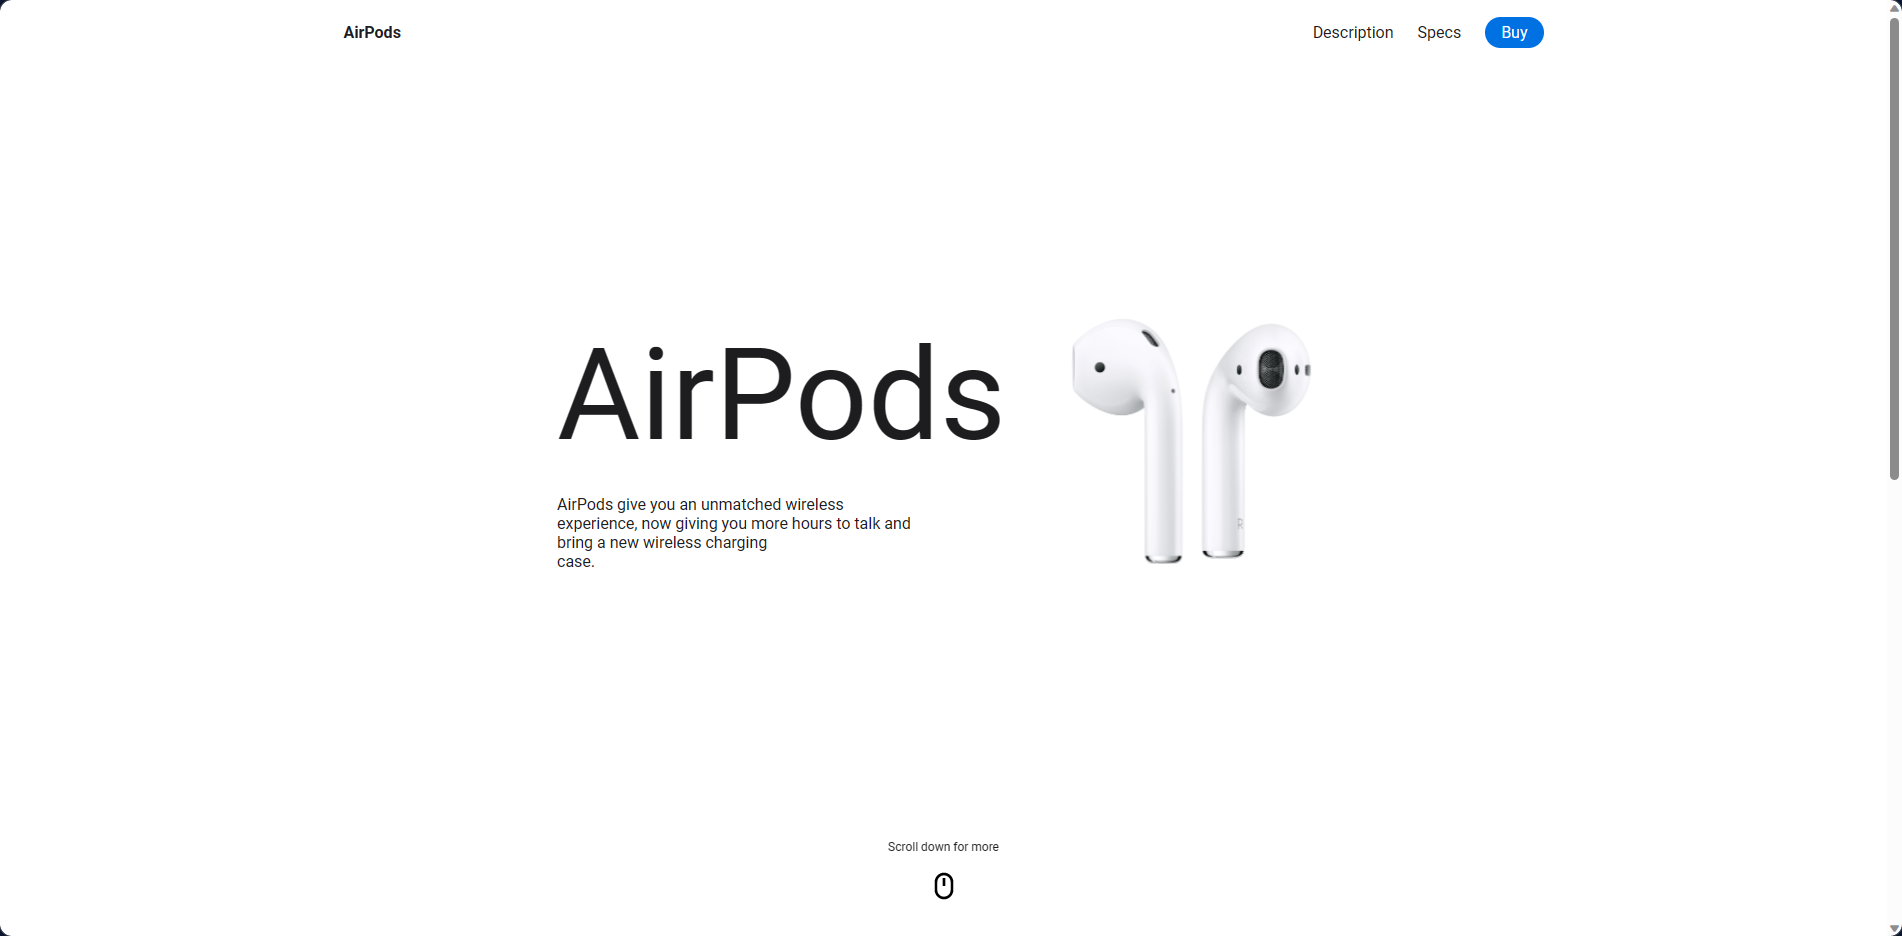 AirPods
Description Specs Buy
AirPods
AirPods give you an unmatched wireless
experience, now giving you more hours to talk and
bring a new wireless charging
case.
R
Scroll down for more